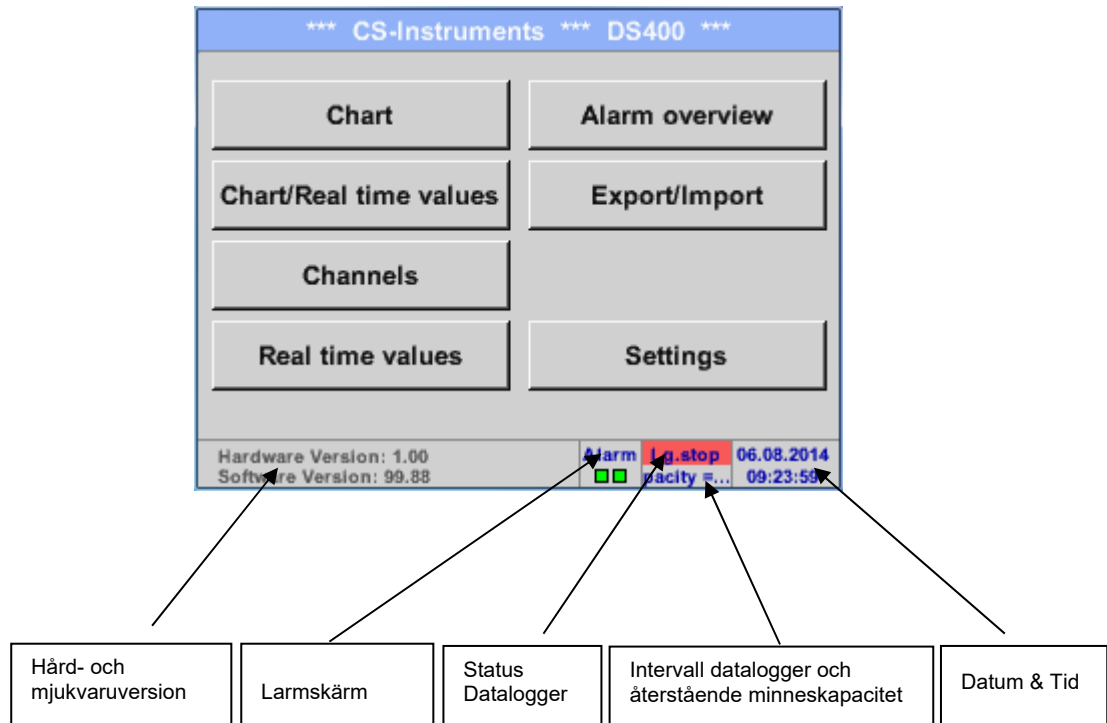 *** CS-Instruments *** DS400 ***
Chart
Alarm overview
Chart/Real time values
Export/Import
Channels
Real time values
Settings
Hardware Version: 1.00
Software Version: 99.88
Alarm
Lg.stop
pacity =...
06.08.2014
09:23:59
Hård- och
mjukvaruversion
Larmskärm
Status
Datalogger
Intervall datalogger och
återstående minneskapacitet
Datum & Tid